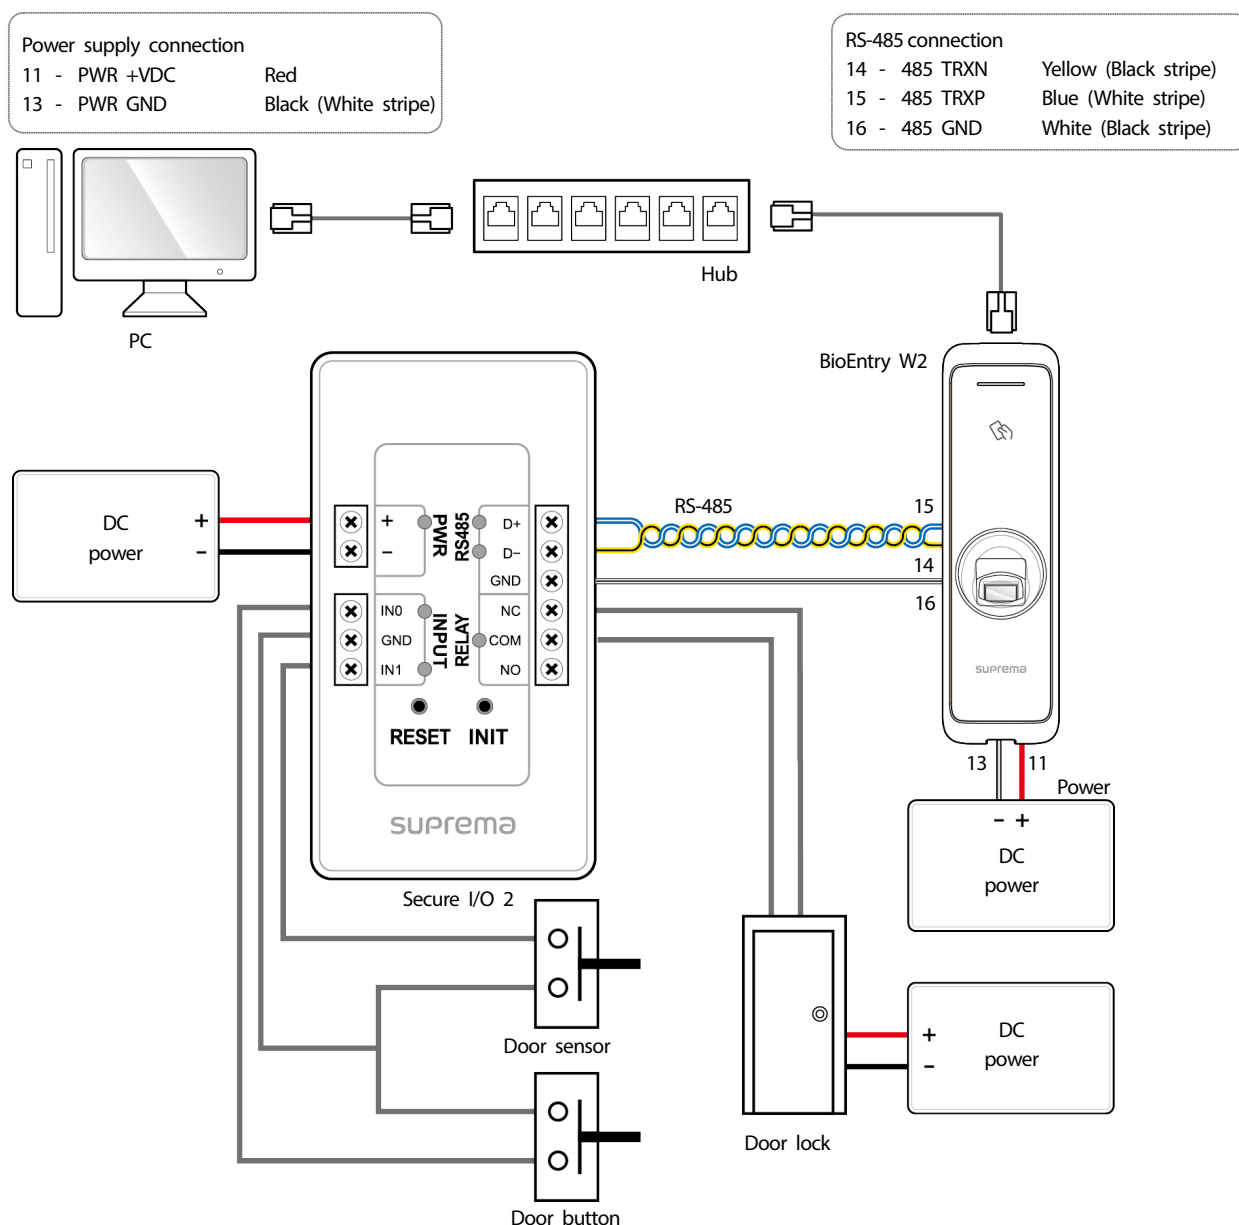 Power supply connection
11 - PWR +VDC Red
13 - PWR GND Black (White stripe)
RS-485 connection
14 - 485 TRXN Yellow (Black stripe)
15 - 485 TRXP Blue (White stripe)
16 - 485 GND White (Black stripe)
PC
Hub
BioEntry W2
DC
power
+
-
+
-
PWR
RS485
D+
D-
GND
IN0
GND
IN1
INPUT
RELAY
NC
COM
NO
RESET INIT
suprema
Secure I/O 2
RS-485
15
14
16
suprema
13
11
Power
- +
DC
power
Door sensor
Door button
Door lock
+
-
DC
power